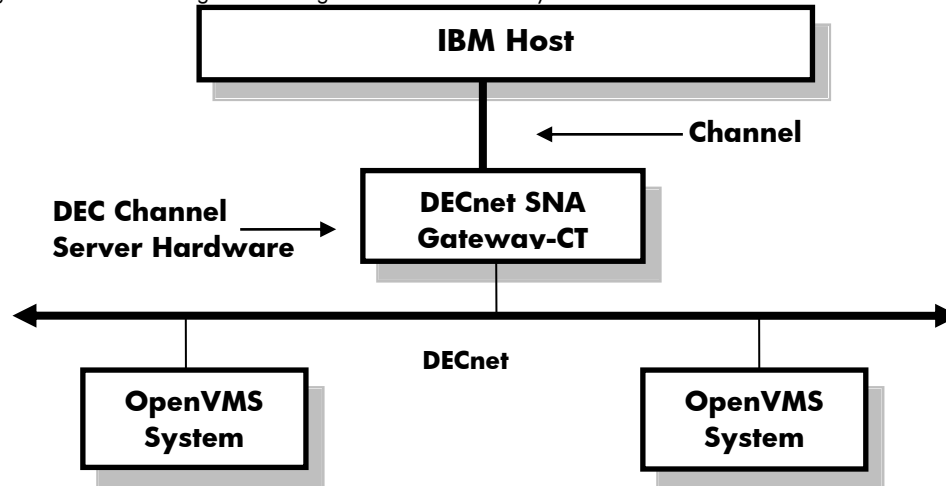 IBM Host
Channel
DECnet SNA
Gateway-CT
DEC Channel
Server Hardware
DECnet
OpenVMS
System
OpenVMS
System